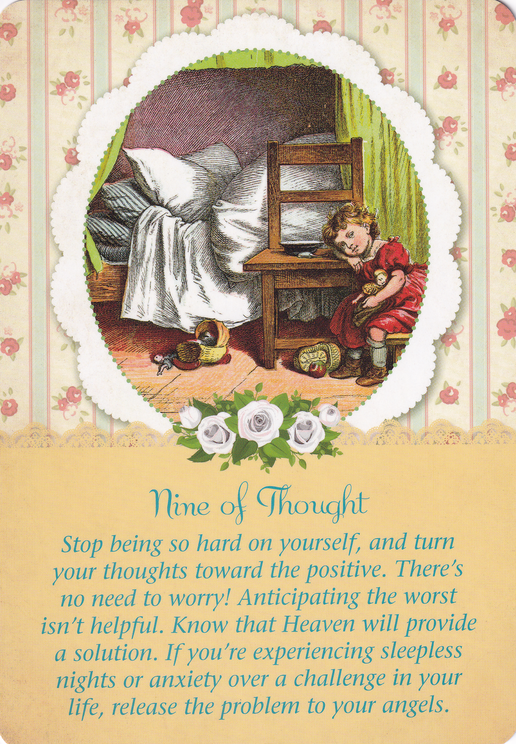 Nine of Thought
Stop being so hard on yourself, and turn
your thoughts toward the positive. There's
no need to worry! Anticipating the worst
isn't helpful. Know that Heaven will provide
a solution. If you're experiencing sleepless
nights or anxiety over a challenge in your
life, release the problem to your angels.